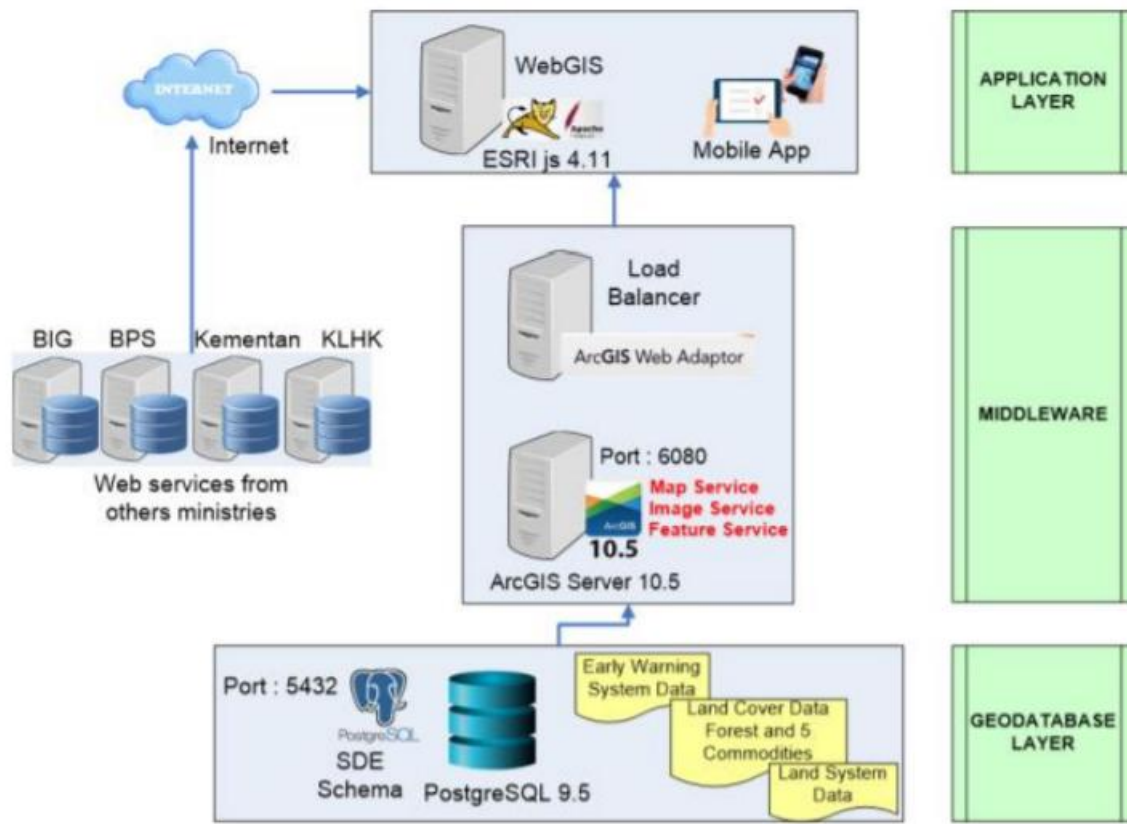 INTERNET
Internet
WebGIS
Apache
ESRI js 4.11
Mobile App
APPLICATION
LAYER
Load
Balancer
ArcGIS Web Adaptor
BIG
BPS
Kementan
KLHK
Web services from
others ministries
Port : 6080
Map Service
Image Service
Feature Service
ArcGIS
10.5
ArcGIS Server 10.5
MIDDLEWARE
Port : 5432
PostgreSQL
SDE
Schema
PostgreSQL 9.5
Early Warning
System Data
Land Cover Data
Forest and 5
Commodities
Land System
Data
GEODATABASE
LAYER